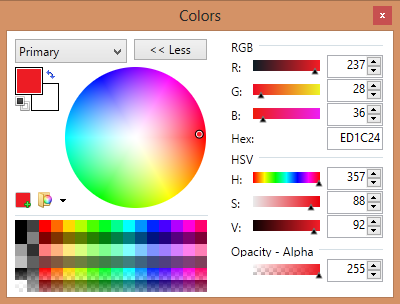 Colors
Primary
<< Less
RGB
R: 237
G: 28
B: 36
Hex: ED1C24
HSV
H: 357
S: 88
V: 92
Opacity - Alpha
255